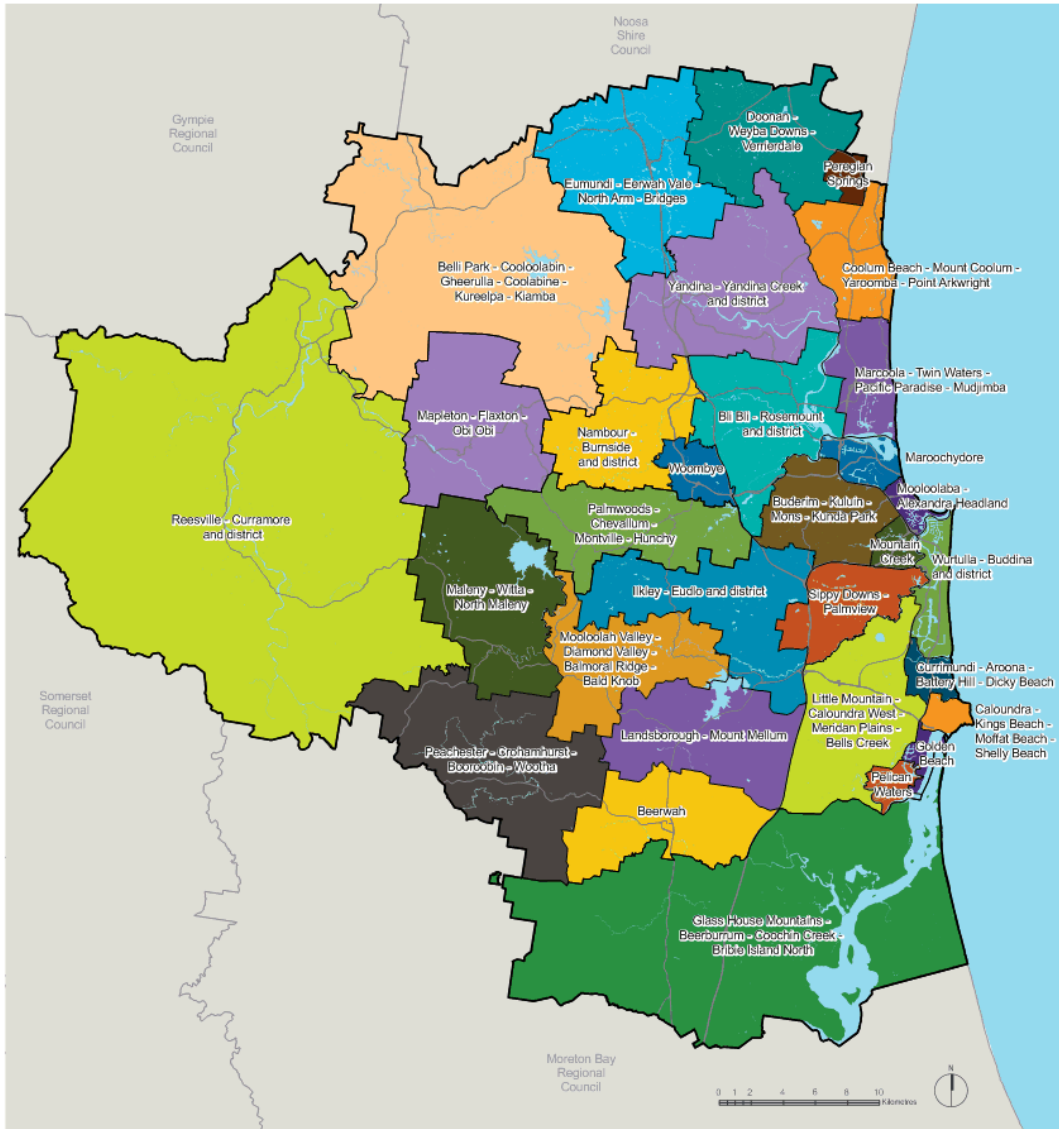 Noosa
Shire
Council
Gympie
Regional
Council
Doonan -
Weyba Downs -
Verrierdale
Peregian
Springs
Eumundi - Eerwah Vale -
North Arm - Bridges
Belli Park - Cooloolabin -
Gheerulla - Coolabine -
Kureelpa - Kiamba
Yandina - Yandina Creek
and district
Coolum Beach - Mount Coolum -
Yaroomba - Point Arkwright
Marcoola - Twin Waters -
Pacific Paradise - Mudjimba
Mapleton - Flaxton -
Obi Obi
Nambour -
Burnside
and district
Bli Bli - Rosemount
and district
Woombye
Maroochydore
Mooloolaba -
Alexandra Headland
Buderim - Kuluin -
Mons - Kunda Park
Reesville - Curramore
and district
Palmwoods -
Chevallum -
Montville - Hunchy
Mountain
Creek
Wurtulla - Buddina
and district
Maleny - Witta -
North Maleny
Ilkley - Eudlo and district
Sippy Downs -
Palmview
Mooloolah Valley -
Diamond Valley -
Balmoral Ridge -
Bald Knob
Currimundi - Aroona -
Battery Hill - Dicky Beach
Somerset
Regional
Council
Little Mountain -
Caloundra West -
Meridan Plains -
Bells Creek
Caloundra -
Kings Beach -
Moffat Beach -
Shelly Beach
Landsborough - Mount Mellum
Golden
Beach
Peachester - Crohamhurst -
Booroobin - Wootha
Pelican
Waters
Beerwah
Glass House Mountains -
Beerburrum - Coochin Creek -
Bribie Island North
Moreton Bay
Regional
Council
N
0 1 2 4 6 8 10
Kilometres